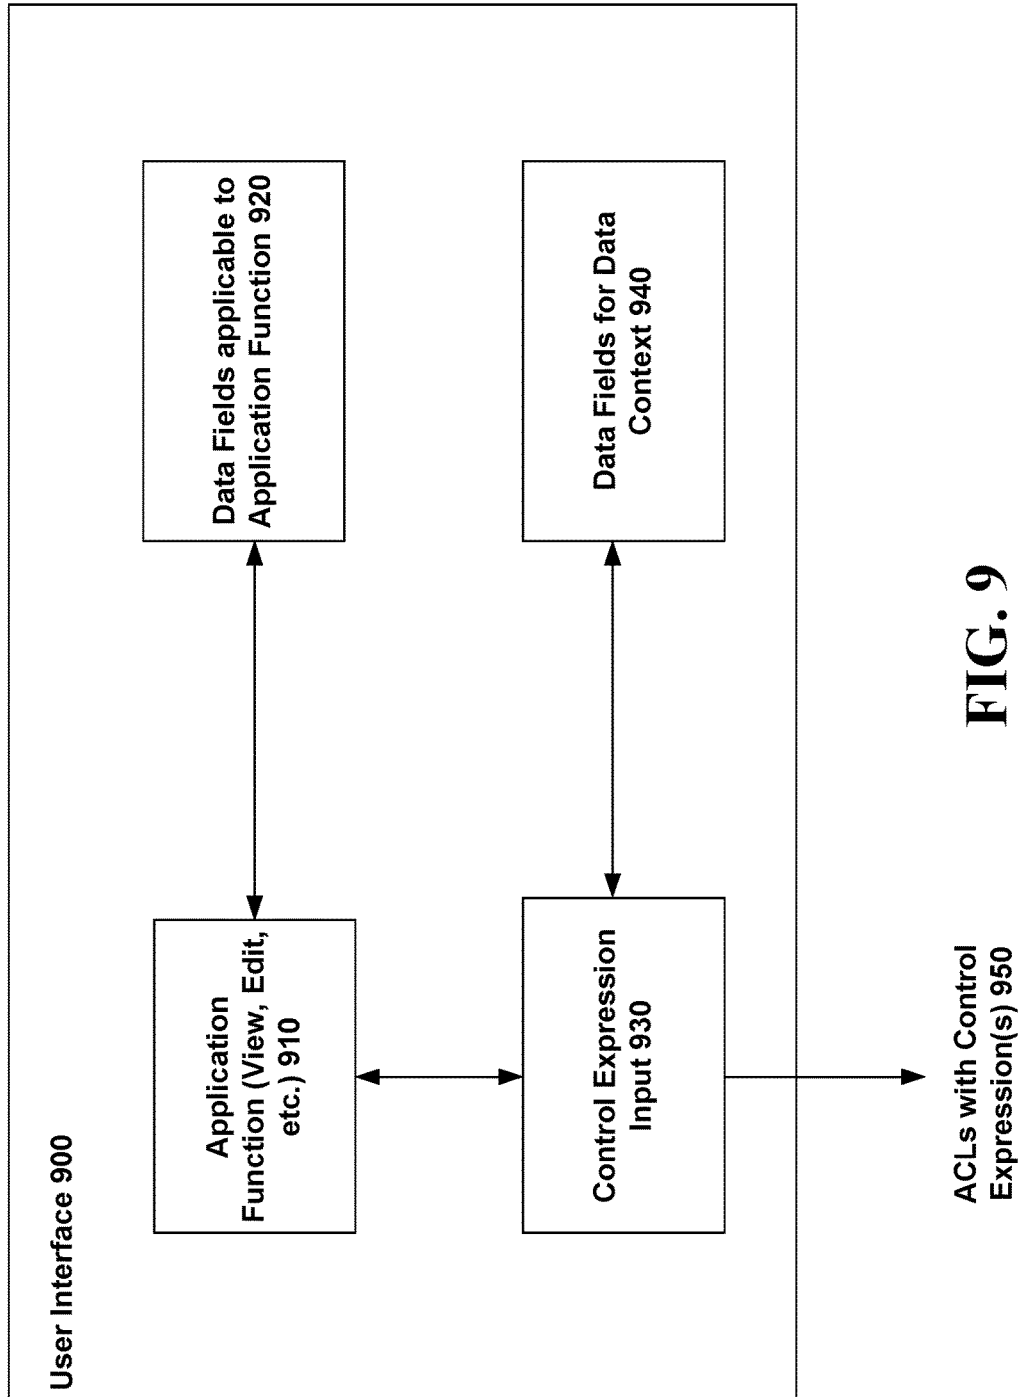 User Interface 900
Application
Function (View, Edit,
etc.) 910
Data Fields applicable to
Application Function 920
Control Expression
Input 930
Data Fields for Data
Context 940
ACLs with Control
Expression(s) 950
FIG. 9